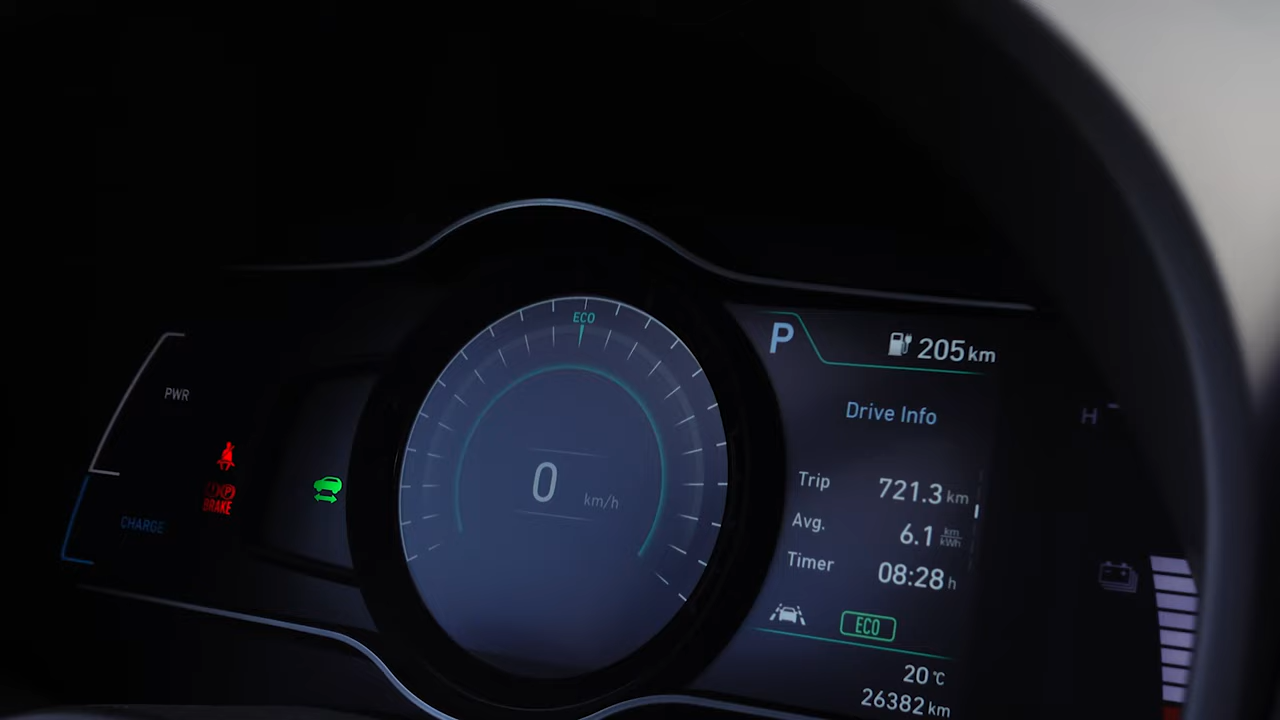 PWR
CHARGE
BRAKE
ECO
0 km/h
P
205 km
Drive Info
Trip 721.3 km
Avg. 6.1 km/kWh
Timer 08:28 h
ECO
20 °C
26382 km
H